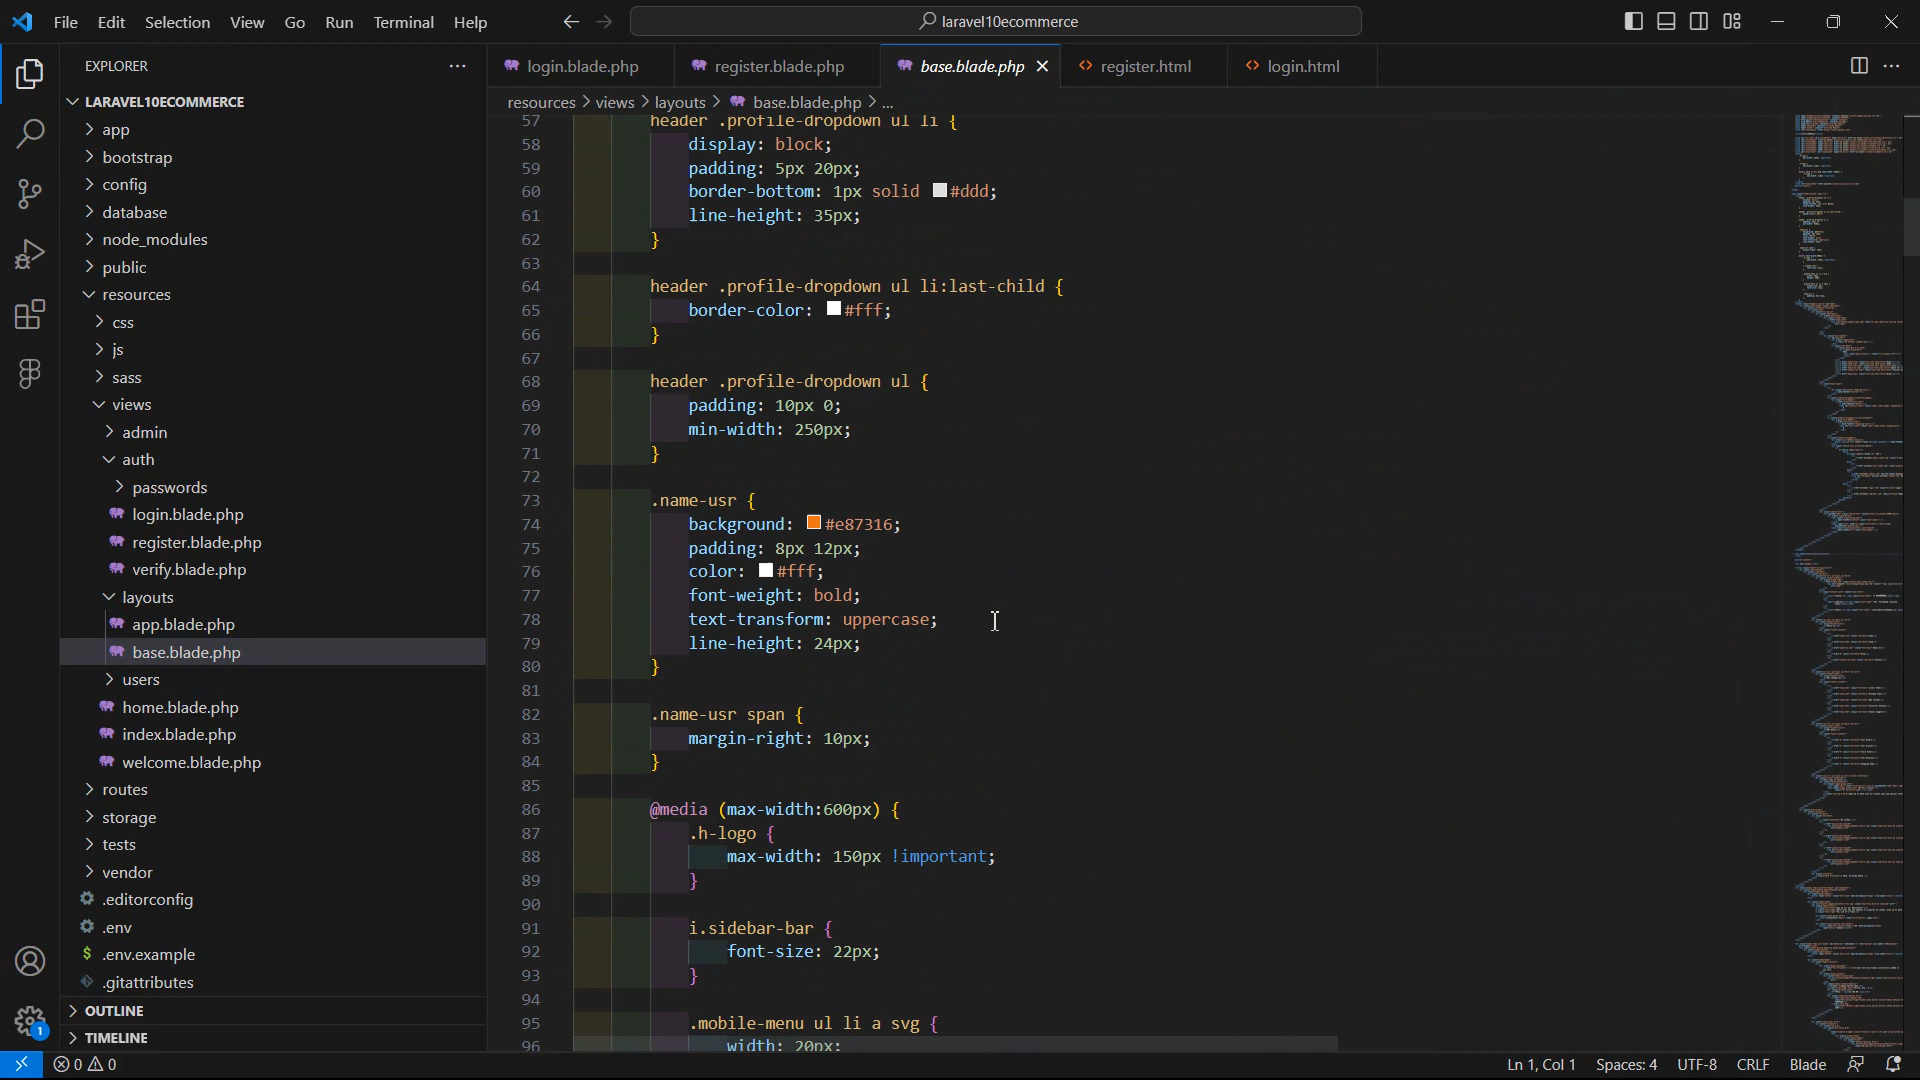 File Edit Selection View Go Run Terminal Help
laravel10ecommerce
EXPLORER
LARAVEL10ECOMMERCE
app
bootstrap
config
database
node_modules
public
resources
css
js
sass
views
admin
auth
passwords
login.blade.php
register.blade.php
verify.blade.php
layouts
app.blade.php
base.blade.php
users
home.blade.php
index.blade.php
welcome.blade.php
routes
storage
tests
vendor
.editorconfig
.env
$ .env.example
.gitattributes
OUTLINE
TIMELINE
1
login.blade.php register.blade.php base.blade.php register.html login.html
resources > views > layouts > base.blade.php > ...
57 header .profile-dropdown ul li {
58 display: block;
59 padding: 5px 20px;
60 border-bottom: 1px solid #ddd;
61 line-height: 35px;
62 }
63
64 header .profile-dropdown ul li:last-child {
65 border-color: #fff;
66 }
67
68 header .profile-dropdown ul {
69 padding: 10px 0;
70 min-width: 250px;
71 }
72
73 .name-usr {
74 background: #e87316;
75 padding: 8px 12px;
76 color: #fff;
77 font-weight: bold;
78 text-transform: uppercase;
79 line-height: 24px;
80 }
81
82 .name-usr span {
83 margin-right: 10px;
84 }
85
86 @media (max-width:600px) {
87 .h-logo {
88 max-width: 150px !important;
89 }
90
91 i.sidebar-bar {
92 font-size: 22px;
93 }
94
95 .mobile-menu ul li a svg {
96 width: 20px;
0 0 Ln 1, Col 1 Spaces: 4 UTF-8 CRLF Blade